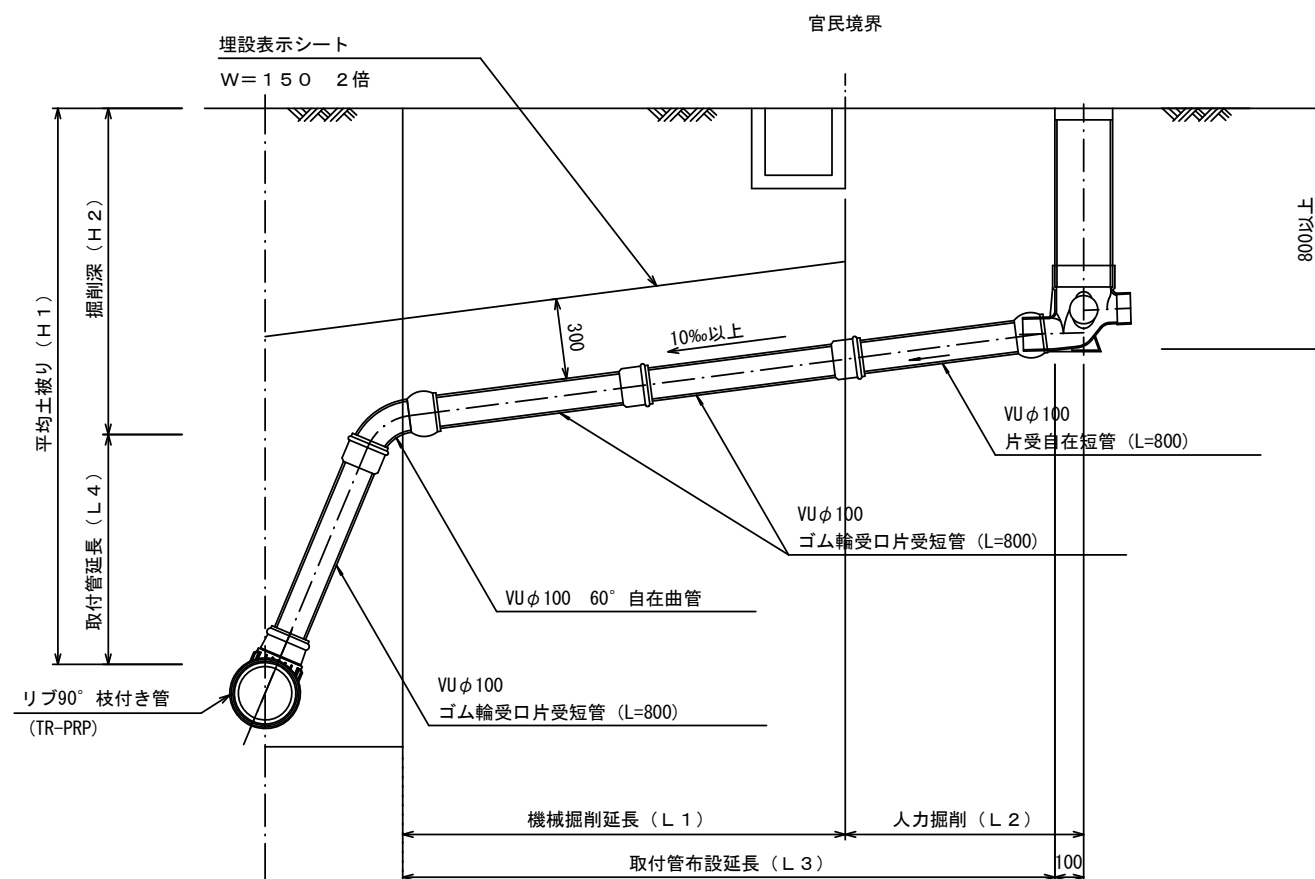 官民境界
埋設表示シート
W=150 2倍
平均土被り(H1)
掘削深(H2)
取付管延長(L4)
300
10‰以上
800以上
VUφ100
片受自在短管(L=800)
VUφ100
ゴム輪受口片受短管(L=800)
VUφ100 60°自在曲管
VUφ100
ゴム輪受口片受短管(L=800)
リブ90°枝付き管
(TR-PRP)
機械掘削延長(L1)
人力掘削(L2)
取付管布設延長(L3)
100